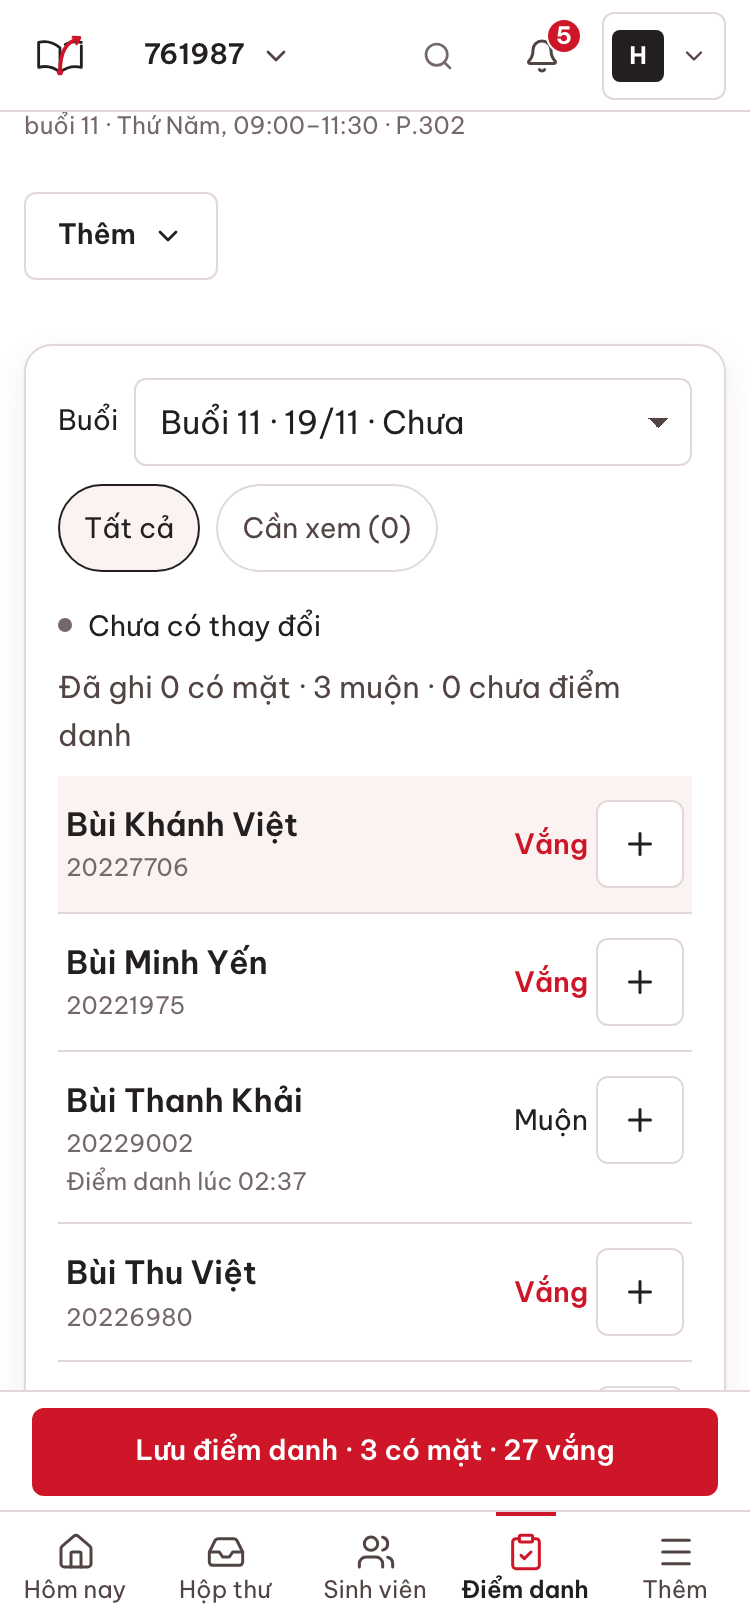 761987
5
H
buổi 11 · Thứ Năm, 09:00–11:30 · P.302
Thêm
Buổi
Buổi 11 · 19/11 · Chưa
Tất cả
Cần xem (0)
Chưa có thay đổi
Đã ghi 0 có mặt · 3 muộn · 0 chưa điểm
danh
Bùi Khánh Việt
20227706
Vắng
Bùi Minh Yến
20221975
Vắng
Bùi Thanh Khải
20229002
Điểm danh lúc 02:37
Muộn
Bùi Thu Việt
20226980
Vắng
Lưu điểm danh · 3 có mặt · 27 vắng
Hôm nay
Hộp thư
Sinh viên
Điểm danh
Thêm